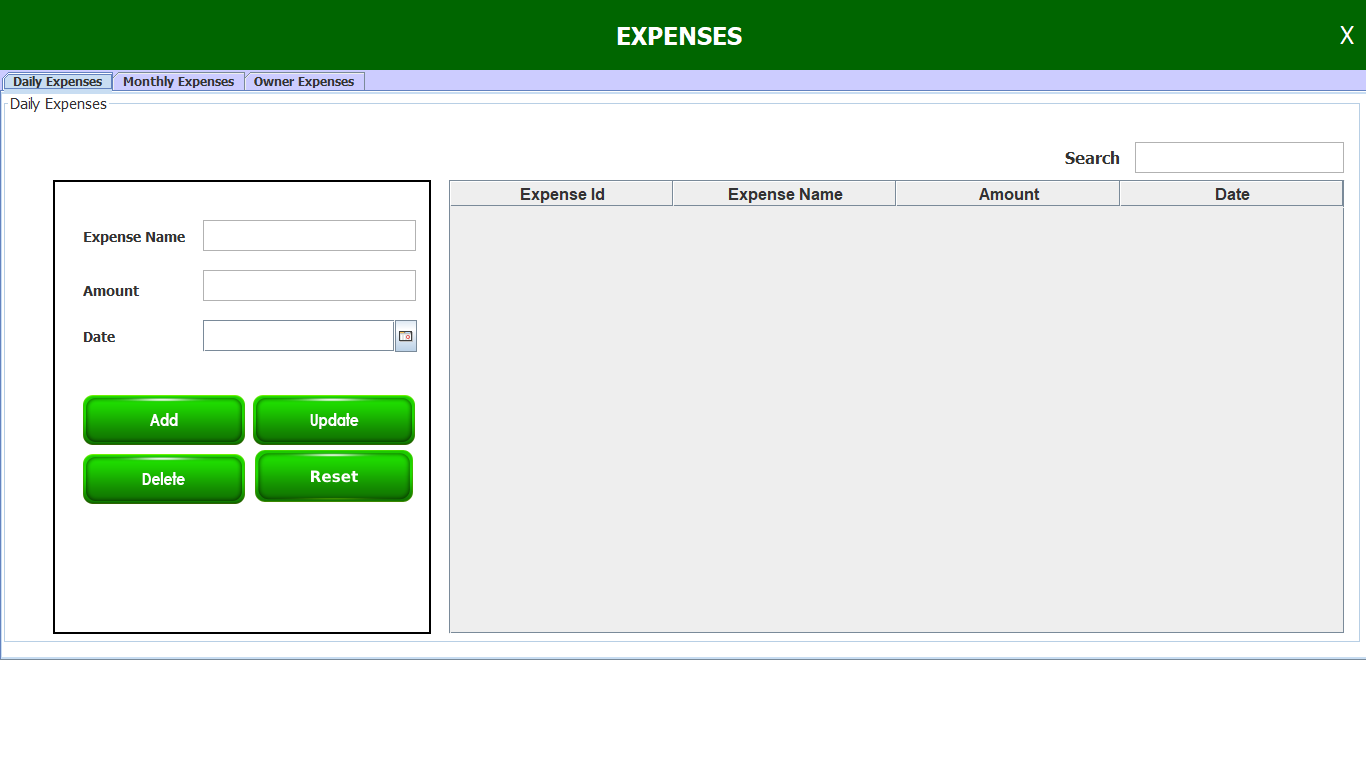 EXPENSES
X
Daily Expenses Monthly Expenses Owner Expenses
Daily Expenses
Search
Expense Id Expense Name Amount Date
Expense Name
Amount
Date
Add Update
Delete Reset